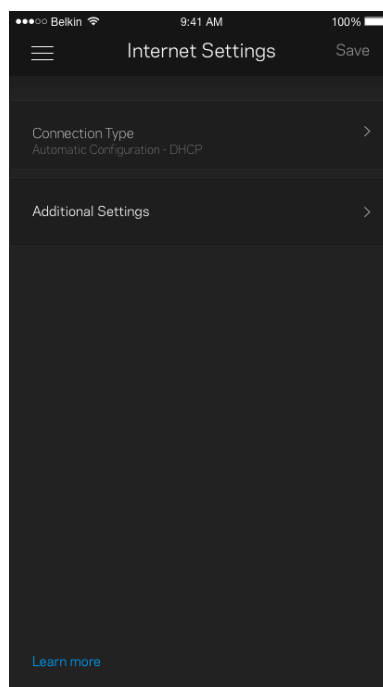 ●●●○○ Belkin 9:41 AM 100%
Internet Settings Save
Connection Type
Automatic Configuration - DHCP
Additional Settings
Learn more